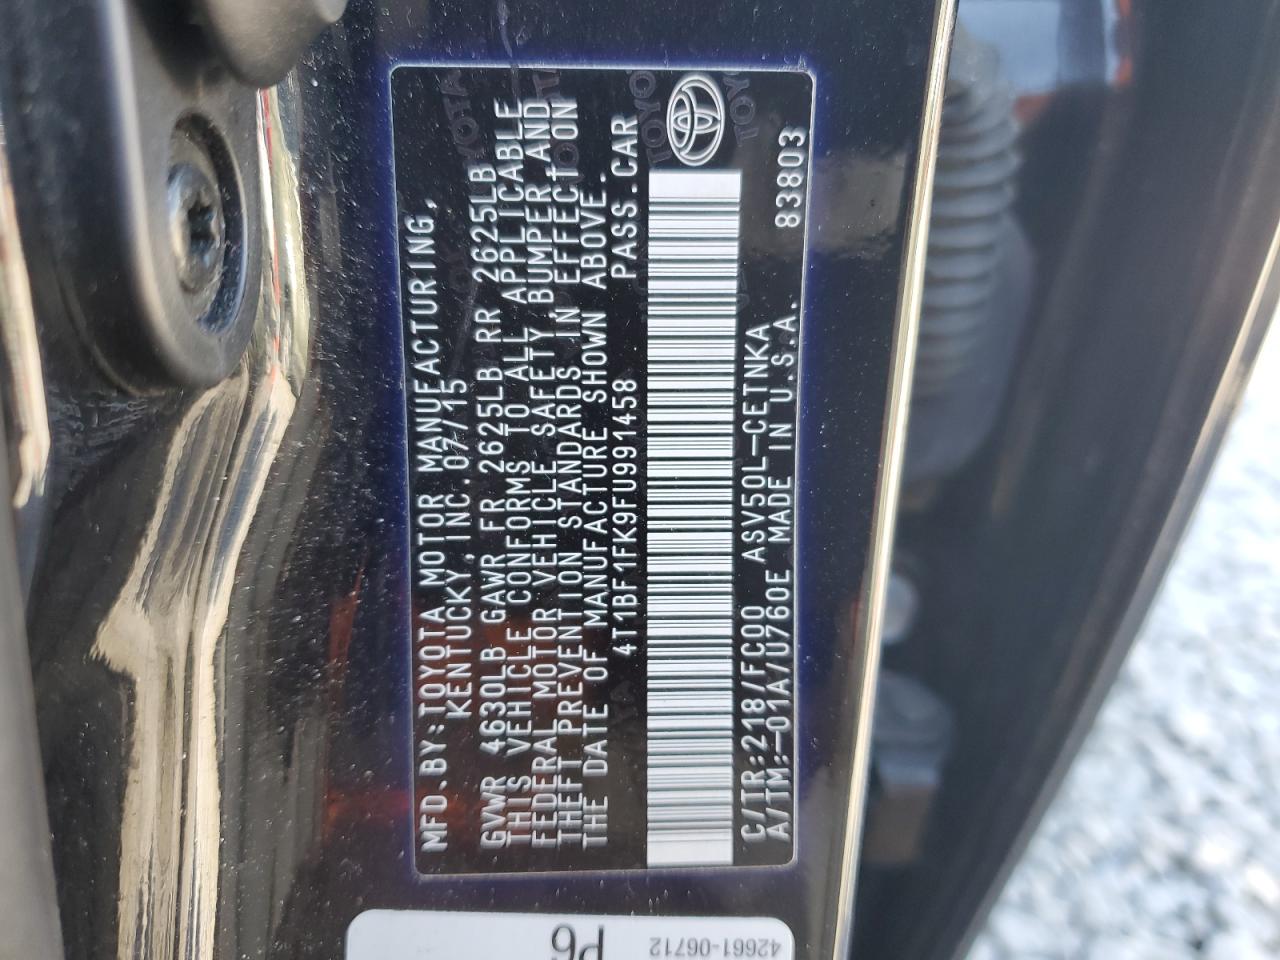 MFD.BY:TOYOTA MOTOR MANUFACTURING,
KENTUCKY,INC.07/15
GVWR 4630LB GAWR FR 2625LB RR 2625LB
THIS VEHICLE CONFORMS TO ALL APPLICABLE
FEDERAL MOTOR VEHICLE SAFETY, BUMPER AND
THEFT PREVENTION STANDARDS IN EFFECT ON
THE DATE OF MANUFACTURE SHOWN ABOVE.
4T1BF1FK9FU991458 PASS.CAR
C/TR:218/FC00 ASV50L-CETNKA
A/TM:-01A/U760E MADE IN U.S.A. 83803
P6
42661-06712